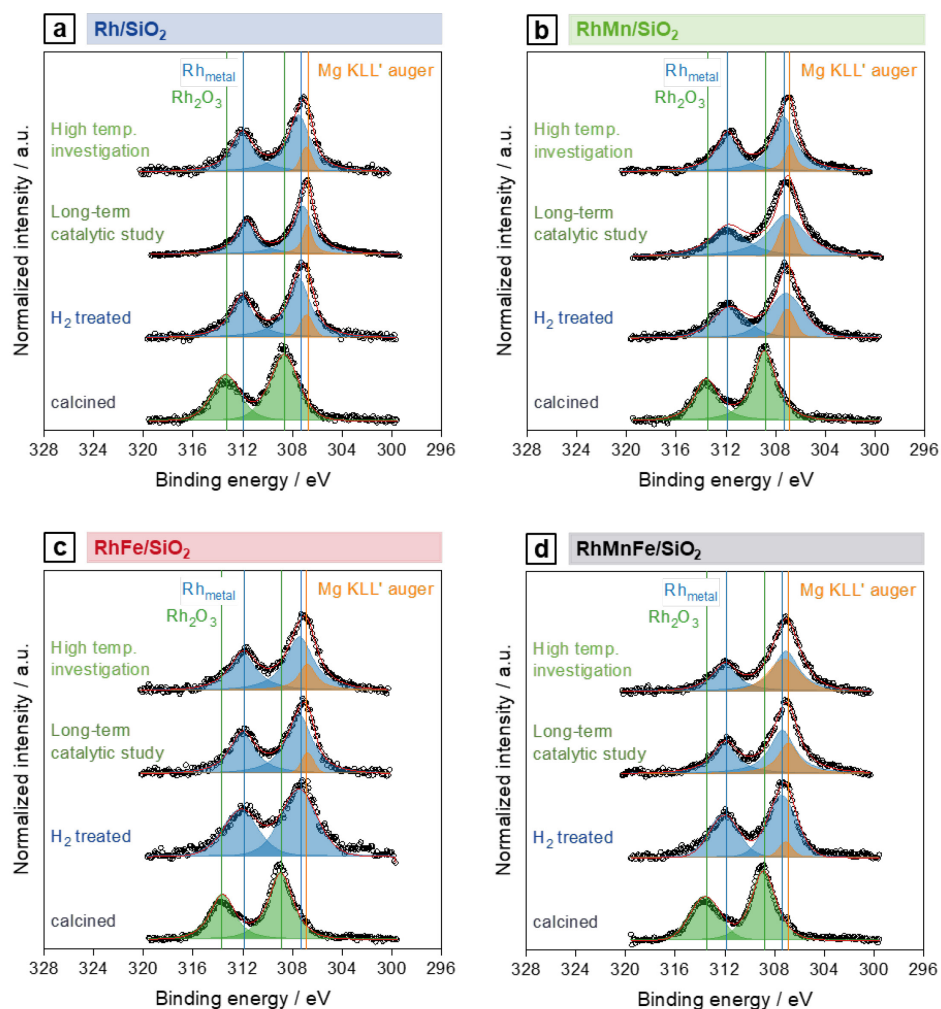 a Rh/SiO₂
Normalized intensity / a.u.
Rh_metal Mg KLL' auger
Rh₂O₃
High temp.
investigation
Long-term
catalytic study
H₂ treated
calcined
328 324 320 316 312 308 304 300 296
Binding energy / eV
b RhMn/SiO₂
Normalized intensity / a.u.
Rh_metal Mg KLL' auger
Rh₂O₃
High temp.
investigation
Long-term
catalytic study
H₂ treated
calcined
328 324 320 316 312 308 304 300 296
Binding energy / eV
c RhFe/SiO₂
Normalized intensity / a.u.
Rh_metal Mg KLL' auger
Rh₂O₃
High temp.
investigation
Long-term
catalytic study
H₂ treated
calcined
328 324 320 316 312 308 304 300 296
Binding energy / eV
d RhMnFe/SiO₂
Normalized intensity / a.u.
Rh_metal Mg KLL' auger
Rh₂O₃
High temp.
investigation
Long-term
catalytic study
H₂ treated
calcined
328 324 320 316 312 308 304 300 296
Binding energy / eV